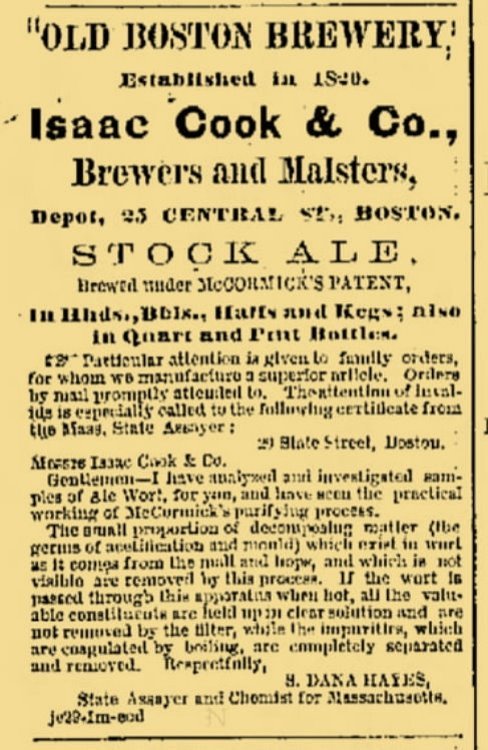 "OLD BOSTON BREWERY,"
Established in 1820.
Isaac Cook & Co.,
Brewers and Malsters,
Depot, 25 CENTRAL ST., BOSTON.
STOCK ALE,
Brewed under McCORMICK'S PATENT,
In Hhds., Bbls., Halfs and Kegs; also
in Quart and Pint Bottles.
☞ Particular attention is given to family orders,
for whom we manufacture a superior article. Orders
by mail promptly attended to. The attention of inval-
ids is especially called to the following certificate from
the Mass. State Assayer:
20 State Street, Boston.
Messrs Isaac Cook & Co.
Gentlemen—I have analyzed and investigated sam-
ples of Ale Wort, for you, and have seen the practical
working of McCormick's purifying process.
The small proportion of decomposing matter (the
germs of acetification and mould) which exist in wort
as it comes from the malt and hops, and which is not
visible are removed by this process. If the wort is
passed through this apparatus when hot, all the valu-
able constituents are held up in clear solution and are
not removed by the filter, while the impurities, which
are coagulated by boiling, are completely separated
and removed. Respectfully,
S. DANA HAYES,
State Assayer and Chemist for Massachusetts.
je29-1m-eod